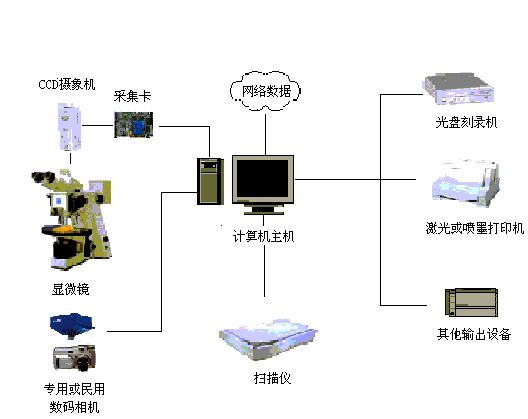 CCD摄象机
采集卡
网络数据
光盘刻录机
计算机主机
激光或喷墨打印机
显微镜
其他输出设备
扫描仪
专用或民用
数码相机